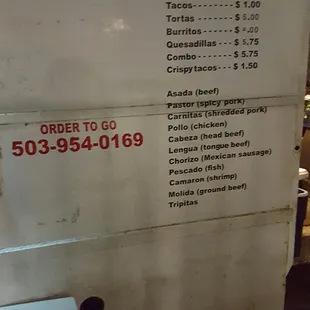 Tacos-------- $ 1.00
Tortas ------- $ 5.00
Burritos ------ $ .00
Quesadillas --- $ 5.75
Combo ------- $ 5.75
Crispytacos--- $ 1.50
Asada (beef)
Pastor (spicy pork)
Carnitas (shredded pork)
Pollo (chicken)
Cabeza (head beef)
Lengua (tongue beef)
Chorizo (Mexican sausage)
Pescado (fish)
Camaron (shrimp)
Molida (ground beef)
Tripitas
ORDER TO GO
503-954-0169